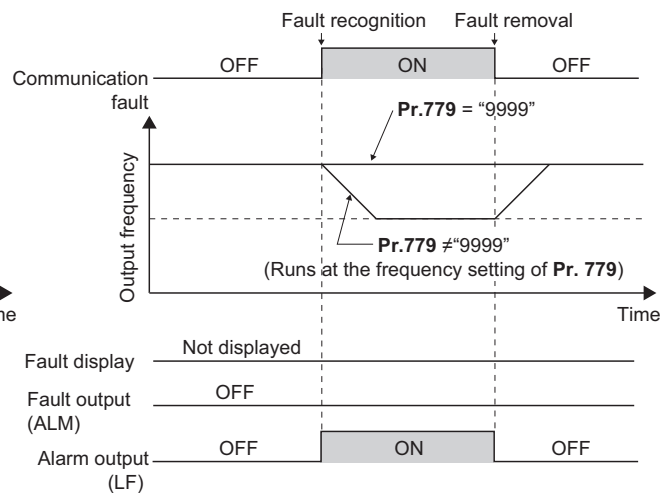 Fault recognition Fault removal
OFF ON OFF
Communication
fault
Pr.779 = “9999”
Output frequency
Pr.779 ≠“9999”
(Runs at the frequency setting of Pr. 779)
Time
Fault display Not displayed
Fault output OFF
(ALM)
Alarm output OFF ON OFF
(LF)